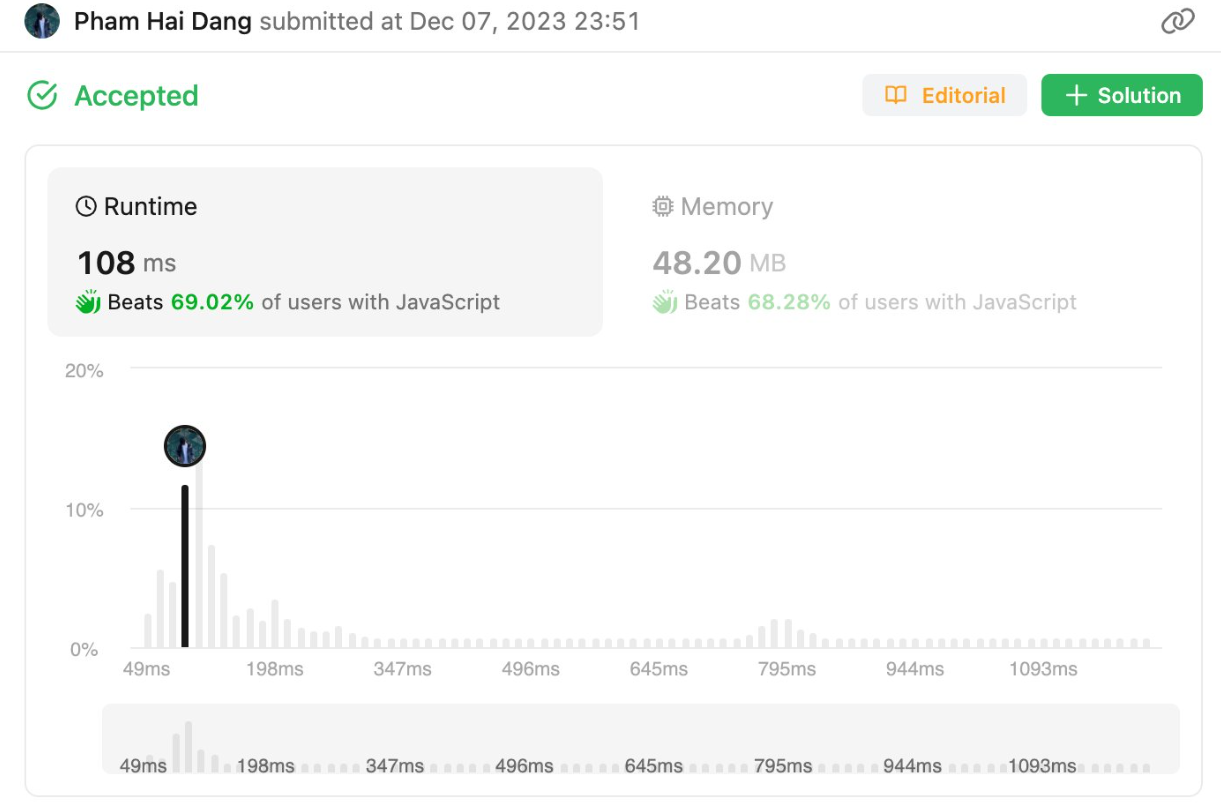 Pham Hai Dang submitted at Dec 07, 2023 23:51
Accepted
Editorial
+ Solution
Runtime
Memory
108 ms
48.20 MB
Beats 69.02% of users with JavaScript
Beats 68.28% of users with JavaScript
20%
10%
0%
49ms 198ms 347ms 496ms 645ms 795ms 944ms 1093ms
49ms 198ms 347ms 496ms 645ms 795ms 944ms 1093ms